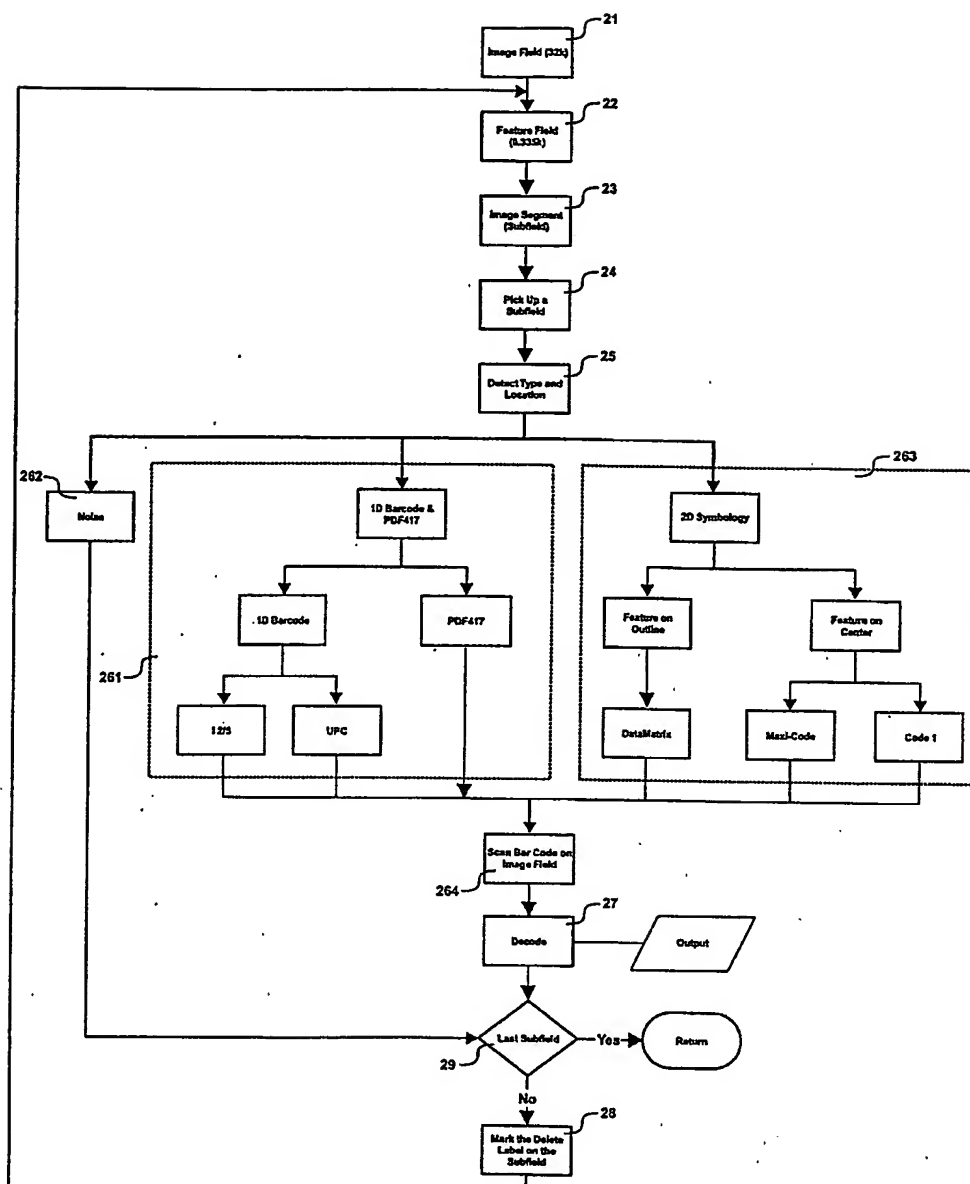 21
Image Field (32k)
22
Feature Field
23
Image Segment
(Subfield)
24
Pick Up a
Subfield
25
Detect Type and
Location
262
Noise
263
1D Barcode &
PDF417
2D Symbology
1D Barcode
PDF417
Feature on
Outline
Feature on
Center
261
UPC
DataMatrix
Maxi-Code
Code 1
Scan Bar Code on
Image Field
264
27
Decode
Output
Last Subfield
Yes
Return
29
No
28
Mark the Delete
Label on the
Subfield